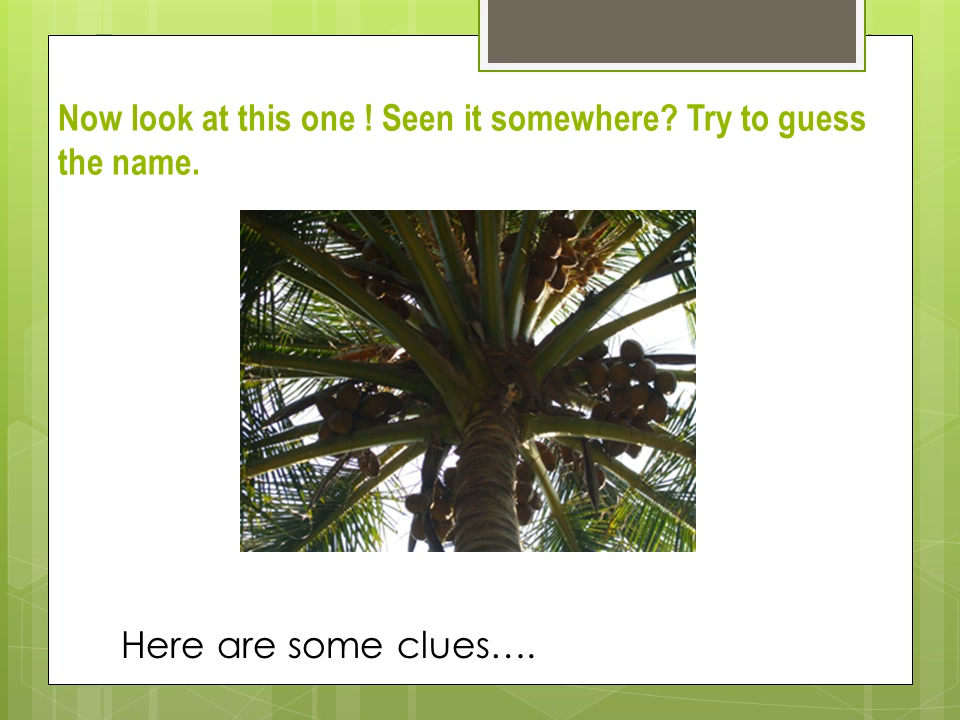 Now look at this one ! Seen it somewhere? Try to guess
the name.
Here are some clues....